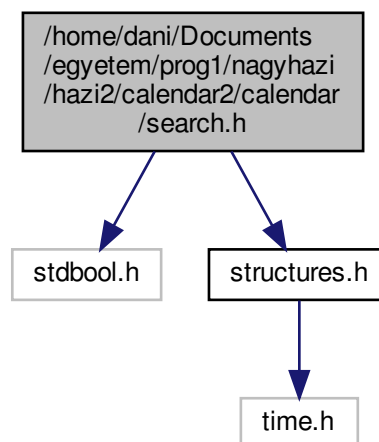 /home/dani/Documents
/egyetem/prog1/nagyhazi
/hazi2/calendar2/calendar
/search.h
stdbool.h
structures.h
time.h